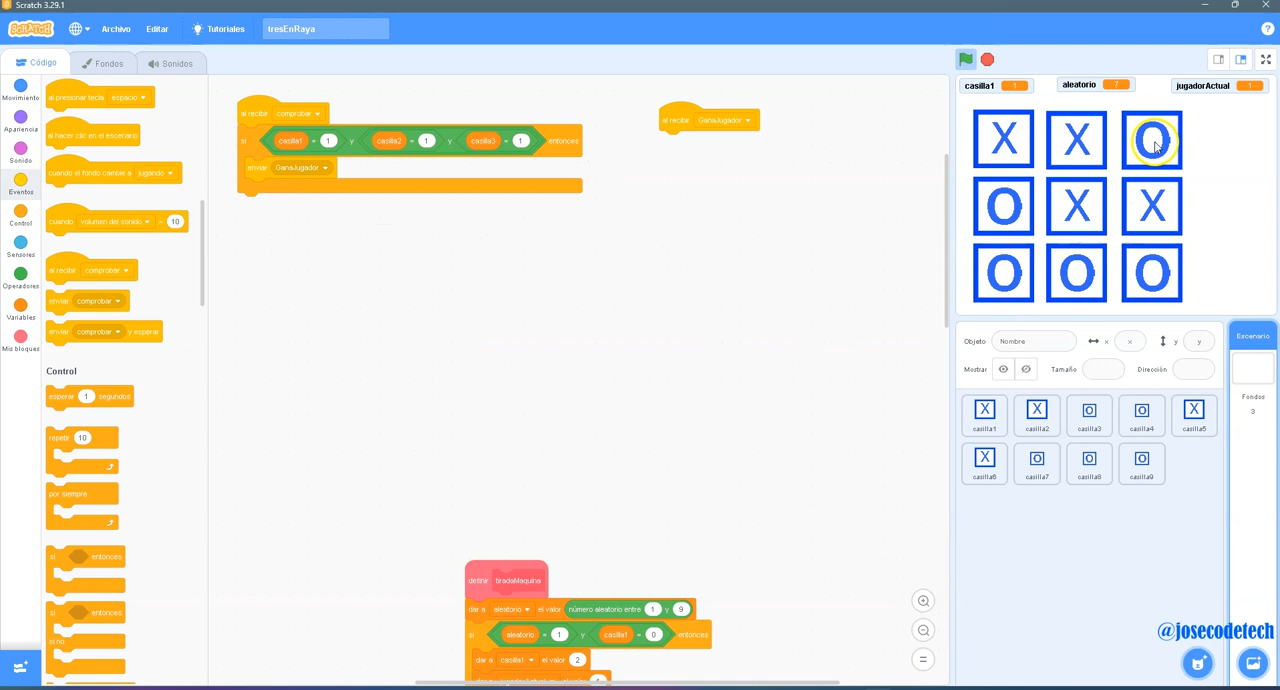 Scratch 3.29.1
SCRATCH Archivo Editar Tutoriales tresEnRaya ?
Código Fondos Sonidos
Movimiento
Apariencia
Sonido
Eventos
Control
Sensores
Operadores
Variables
Mis bloques
al presionar tecla espacio
al hacer clic en el escenario
cuando el fondo cambie a jugando
cuando volumen del sonido > 10
al recibir comprobar
enviar comprobar
enviar comprobar y esperar
Control
esperar 1 segundos
repetir 10
por siempre
si entonces
si entonces
si no
al recibir comprobar
si casilla1 = 1 y casilla2 = 1 y casilla3 = 1 entonces
enviar GanaJugador
al recibir GanaJugador
definir tiradaMaquina
dar a aleatorio el valor número aleatorio entre 1 y 9
si aleatorio = 1 y casilla1 = 0 entonces
dar a casilla1 el valor 2
casilla1 1 aleatorio 7 jugadorActual 1
X X O
O X X
O O O
Objeto Nombre x x y y
Mostrar Tamaño Dirección
Escenario
Fondos
3
X X O O X
casilla1 casilla2 casilla3 casilla4 casilla5
X O O O
casilla6 casilla7 casilla8 casilla9
@josecodetech